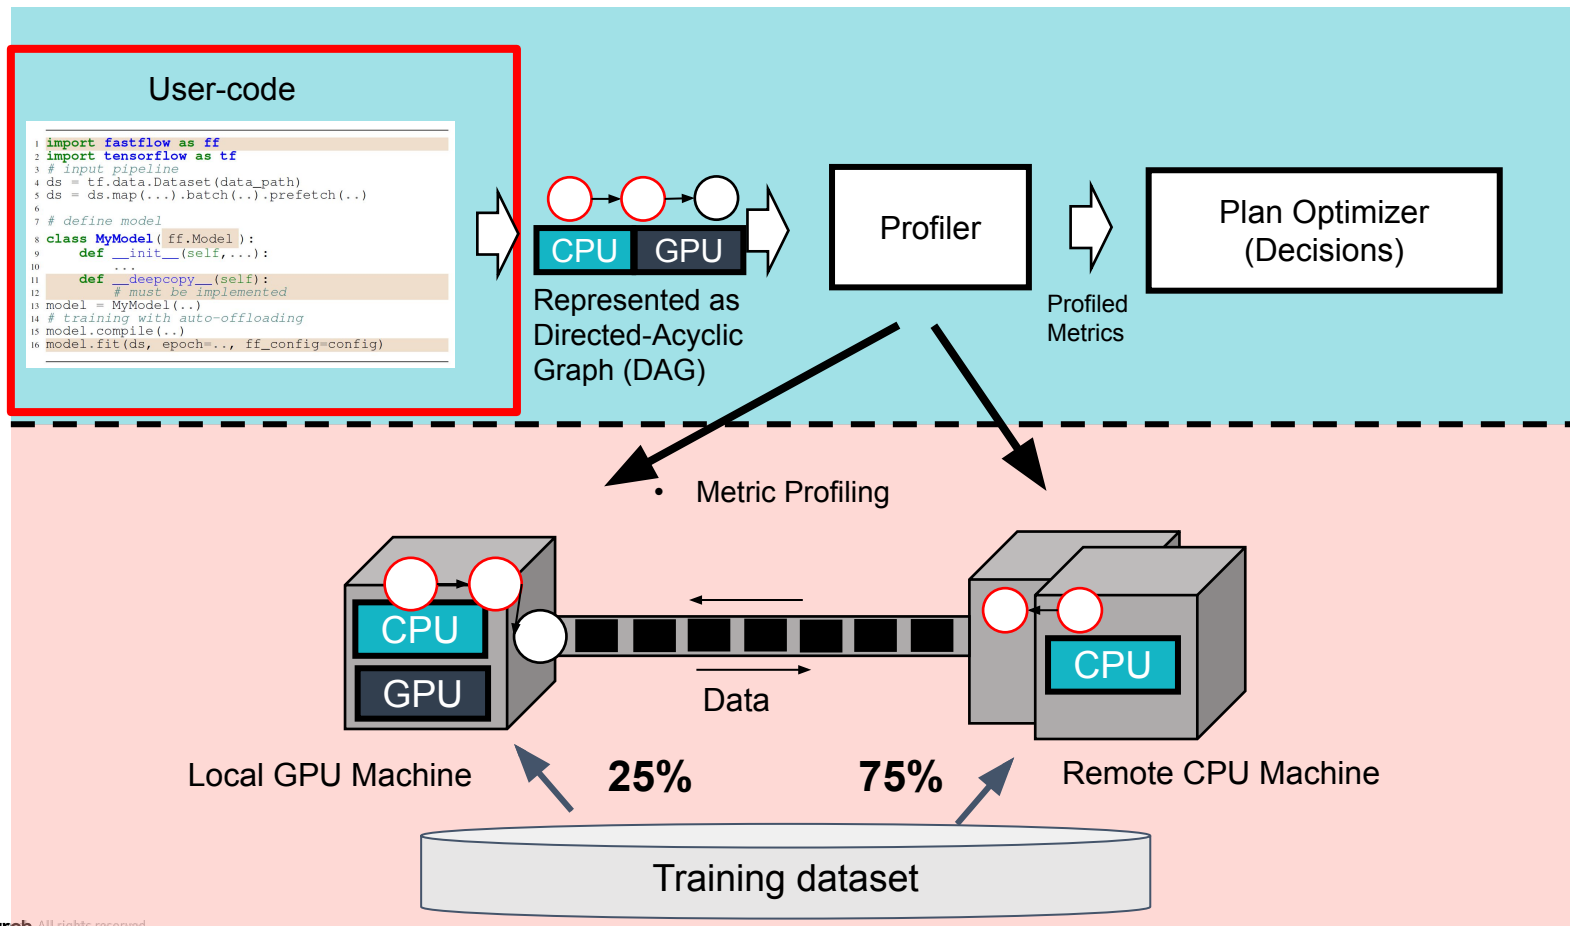 User-code
1 import fastflow as ff
2 import tensorflow as tf
3 # input pipeline
4 ds = tf.data.Dataset(data_path)
5 ds = ds.map(...).batch(..).prefetch(..)
6
7 # define model
8 class MyModel( ff.Model ):
9 def __init__(self,...):
10 ...
11 def __deepcopy__(self):
12 # must be implemented
13 model = MyModel(..)
14 # training with auto-offloading
15 model.compile(..)
16 model.fit(ds, epoch=.., ff_config=config)
CPU GPU
Represented as
Directed-Acyclic
Graph (DAG)
Profiler
Profiled
Metrics
Plan Optimizer
(Decisions)
• Metric Profiling
CPU
GPU
Data
CPU
Local GPU Machine
25%
75%
Remote CPU Machine
Training dataset
All rights reserved